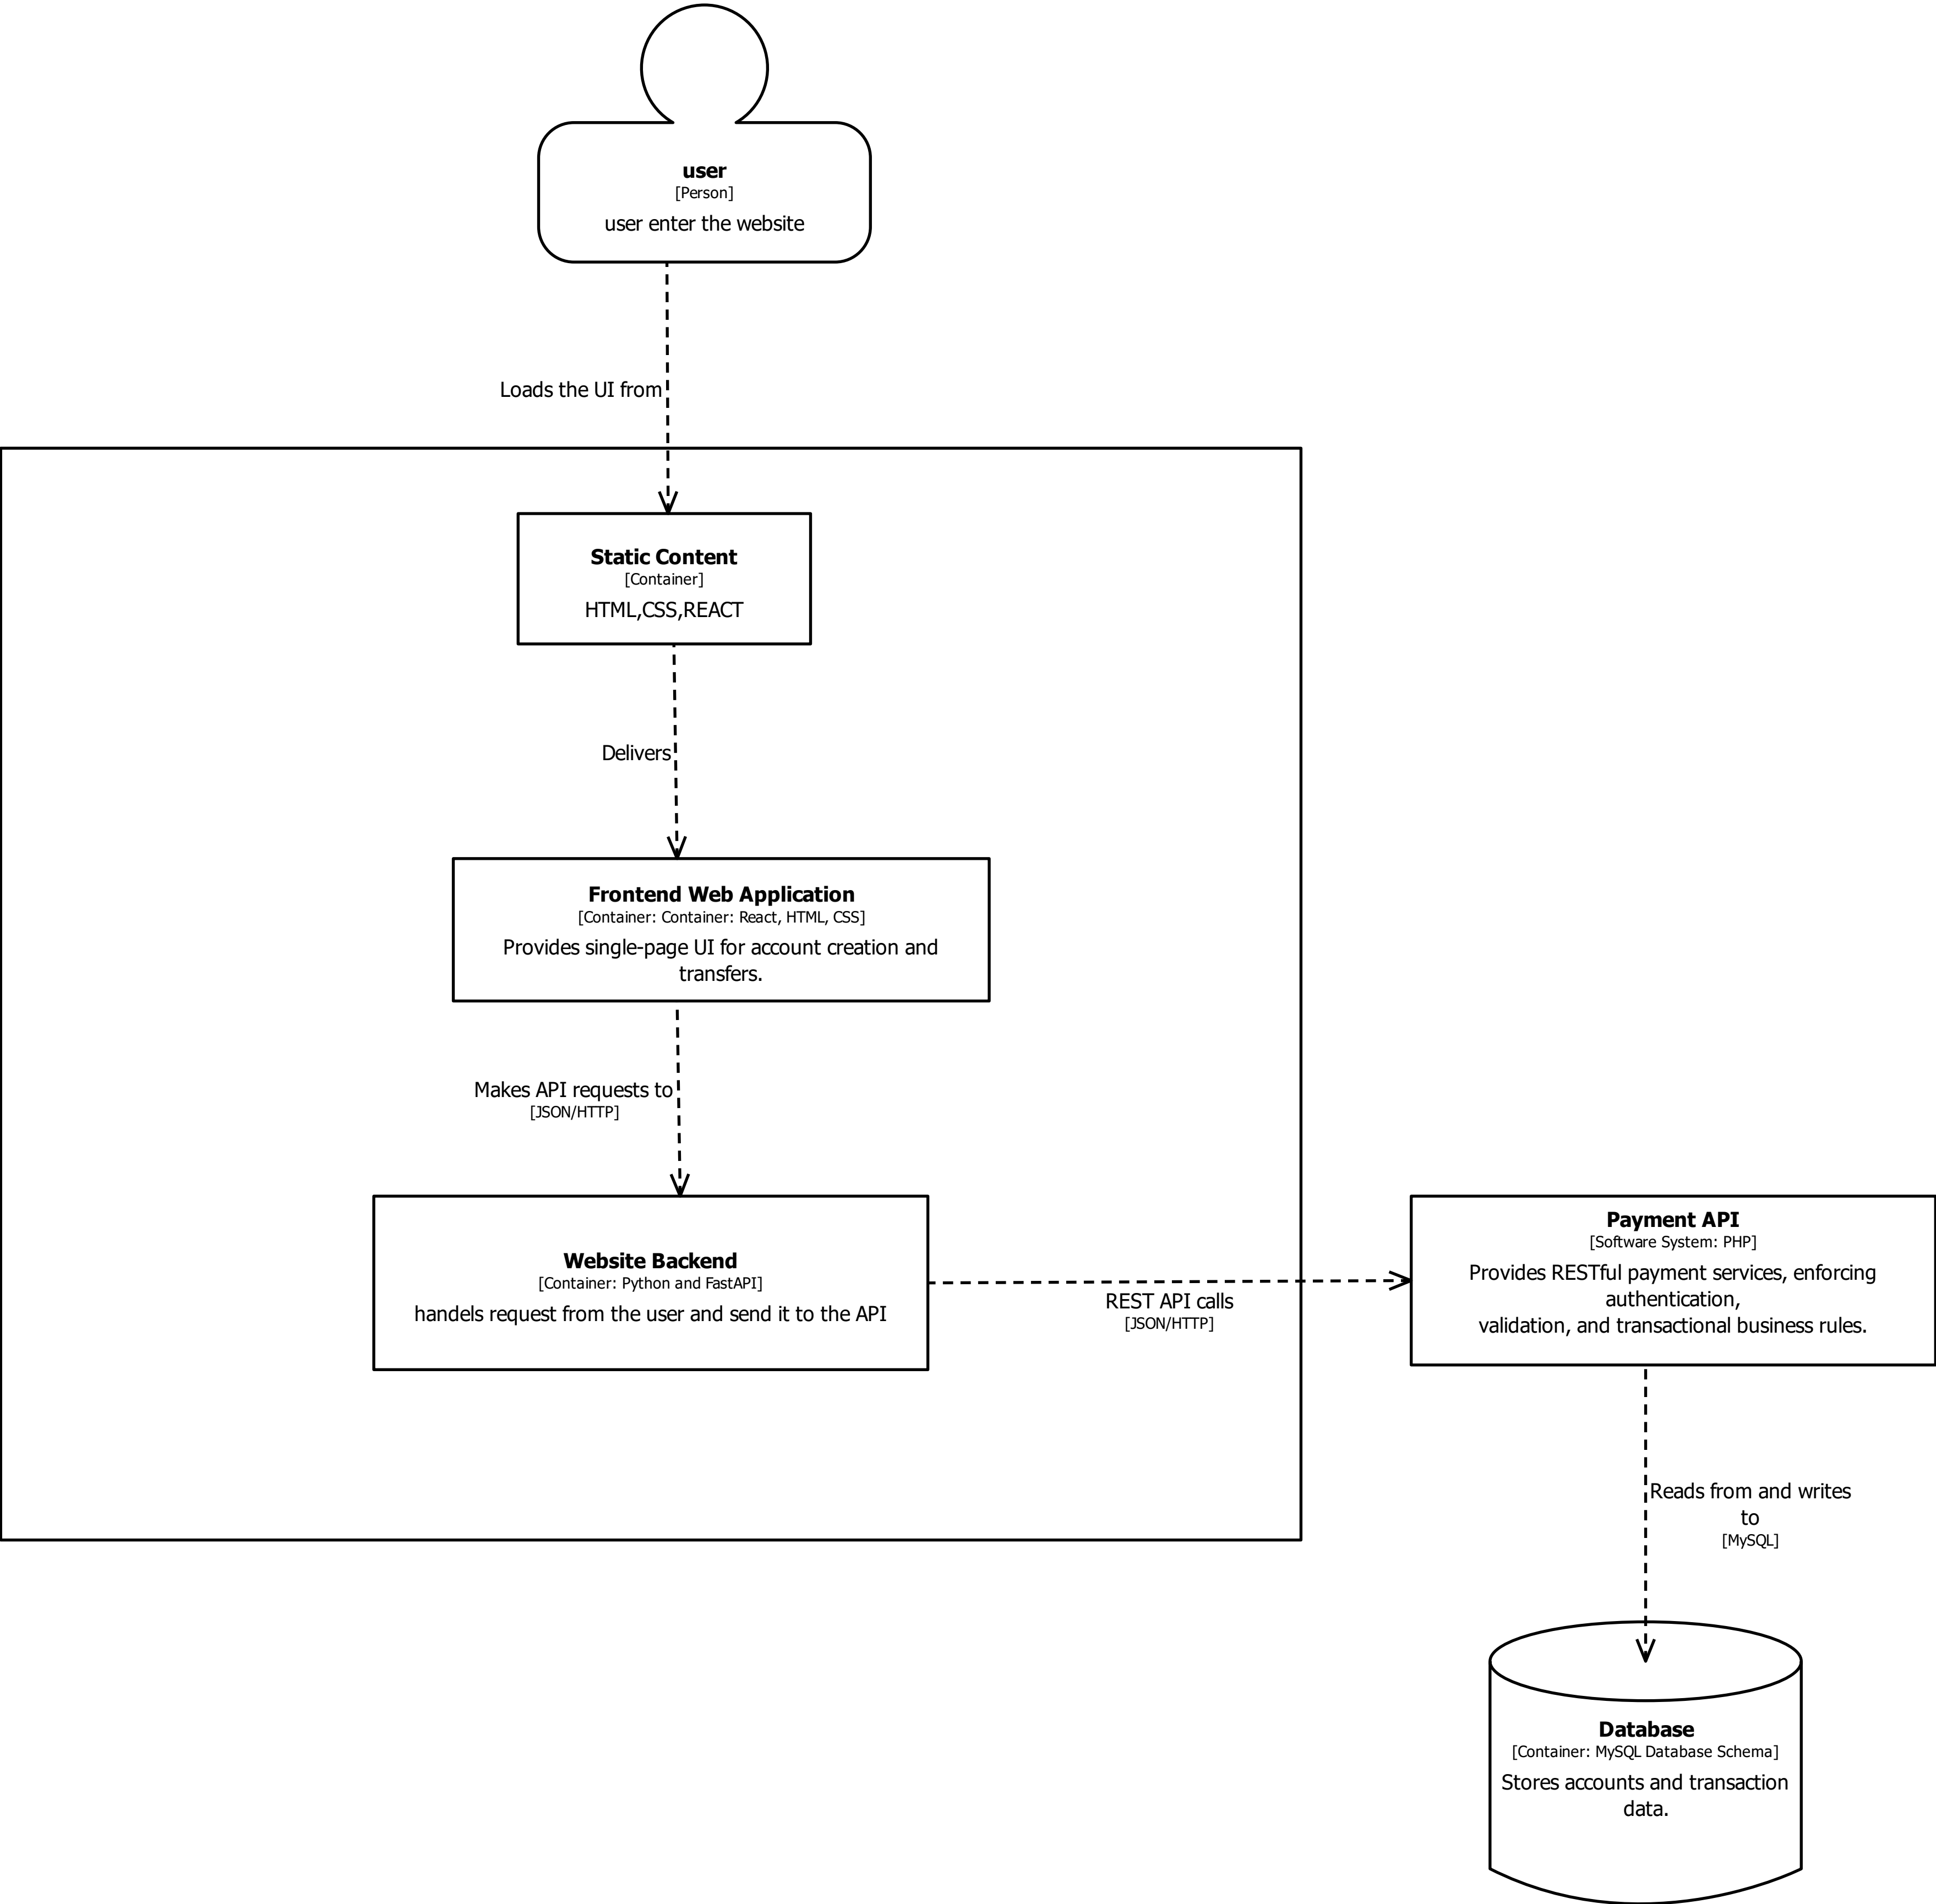 user
[Person]
user enter the website
Loads the UI from
Static Content
[Container]
HTML,CSS,REACT
Delivers
Frontend Web Application
[Container: Container: React, HTML, CSS]
Provides single-page UI for account creation and
transfers.
Makes API requests to
[JSON/HTTP]
Website Backend
[Container: Python and FastAPI]
handels request from the user and send it to the API
REST API calls
[JSON/HTTP]
Payment API
[Software System: PHP]
Provides RESTful payment services, enforcing
authentication,
validation, and transactional business rules.
Reads from and writes
to
[MySQL]
Database
[Container: MySQL Database Schema]
Stores accounts and transaction
data.